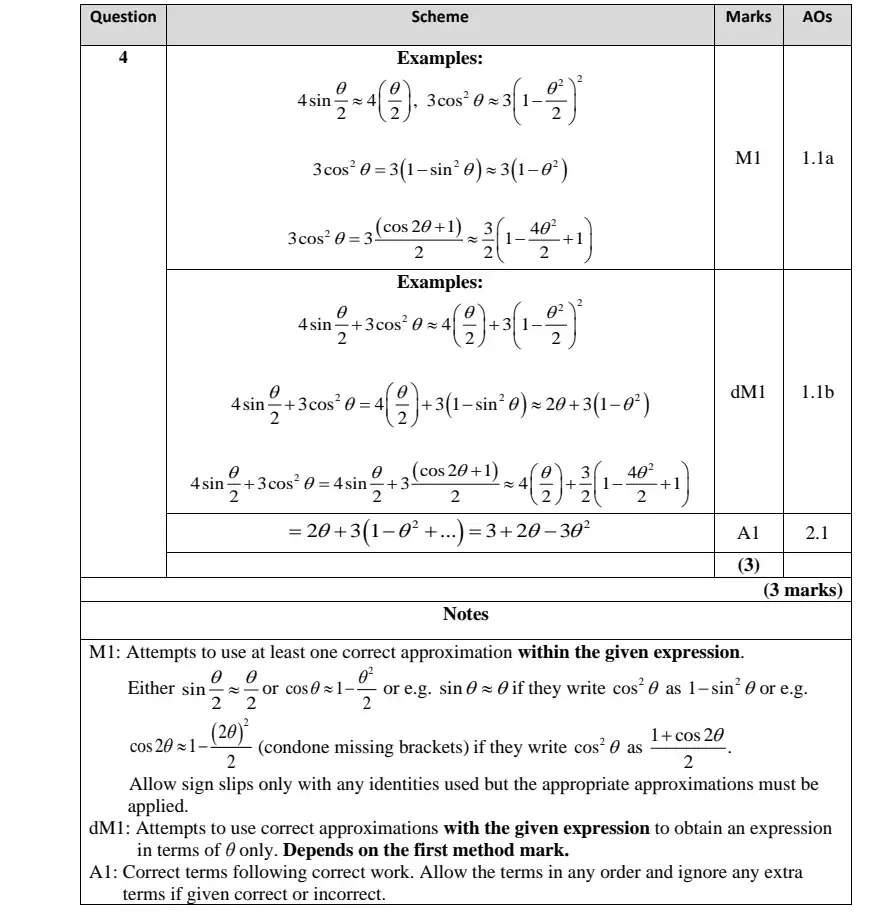 Question Scheme Marks AOs
4 Examples:
4 sin θ/2 ≈ 4(θ/2), 3cos² θ ≈ 3(1 − θ²/2)²
3cos² θ = 3(1 − sin² θ) ≈ 3(1 − θ²)
M1 1.1a
3cos² θ = 3 (cos 2θ + 1)/2 ≈ 3/2(1 − 4θ²/2 + 1)
Examples:
4 sin θ/2 + 3cos² θ ≈ 4(θ/2) + 3(1 − θ²/2)²
4 sin θ/2 + 3cos² θ = 4(θ/2) + 3(1 − sin² θ) ≈ 2θ + 3(1 − θ²)
dM1 1.1b
4 sin θ/2 + 3cos² θ = 4 sin θ/2 + 3 (cos 2θ + 1)/2 ≈ 4(θ/2) + 3/2(1 − 4θ²/2 + 1)
= 2θ + 3(1 − θ² + ...) = 3 + 2θ − 3θ² A1 2.1
(3)
(3 marks)
Notes
M1: Attempts to use at least one correct approximation within the given expression.
Either sin θ/2 ≈ θ/2 or cos θ ≈ 1 − θ²/2 or e.g. sin θ ≈ θ if they write cos² θ as 1 − sin² θ or e.g.
cos 2θ ≈ 1 − (2θ)²/2 (condone missing brackets) if they write cos² θ as (1 + cos 2θ)/2.
Allow sign slips only with any identities used but the appropriate approximations must be
applied.
dM1: Attempts to use correct approximations with the given expression to obtain an expression
in terms of θ only. Depends on the first method mark.
A1: Correct terms following correct work. Allow the terms in any order and ignore any extra
terms if given correct or incorrect.